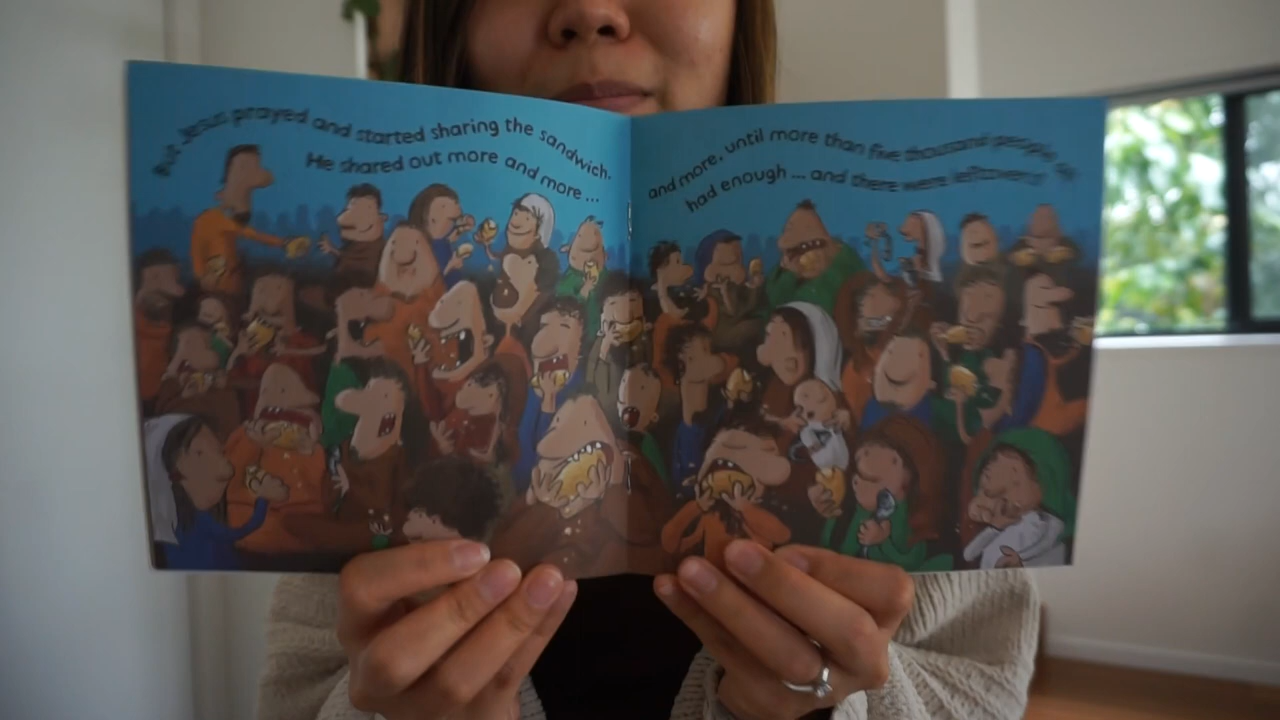 But Jesus prayed and started sharing the sandwich.
He shared out more and more ...
and more, until more than five thousand people
had enough ... and there were leftovers!